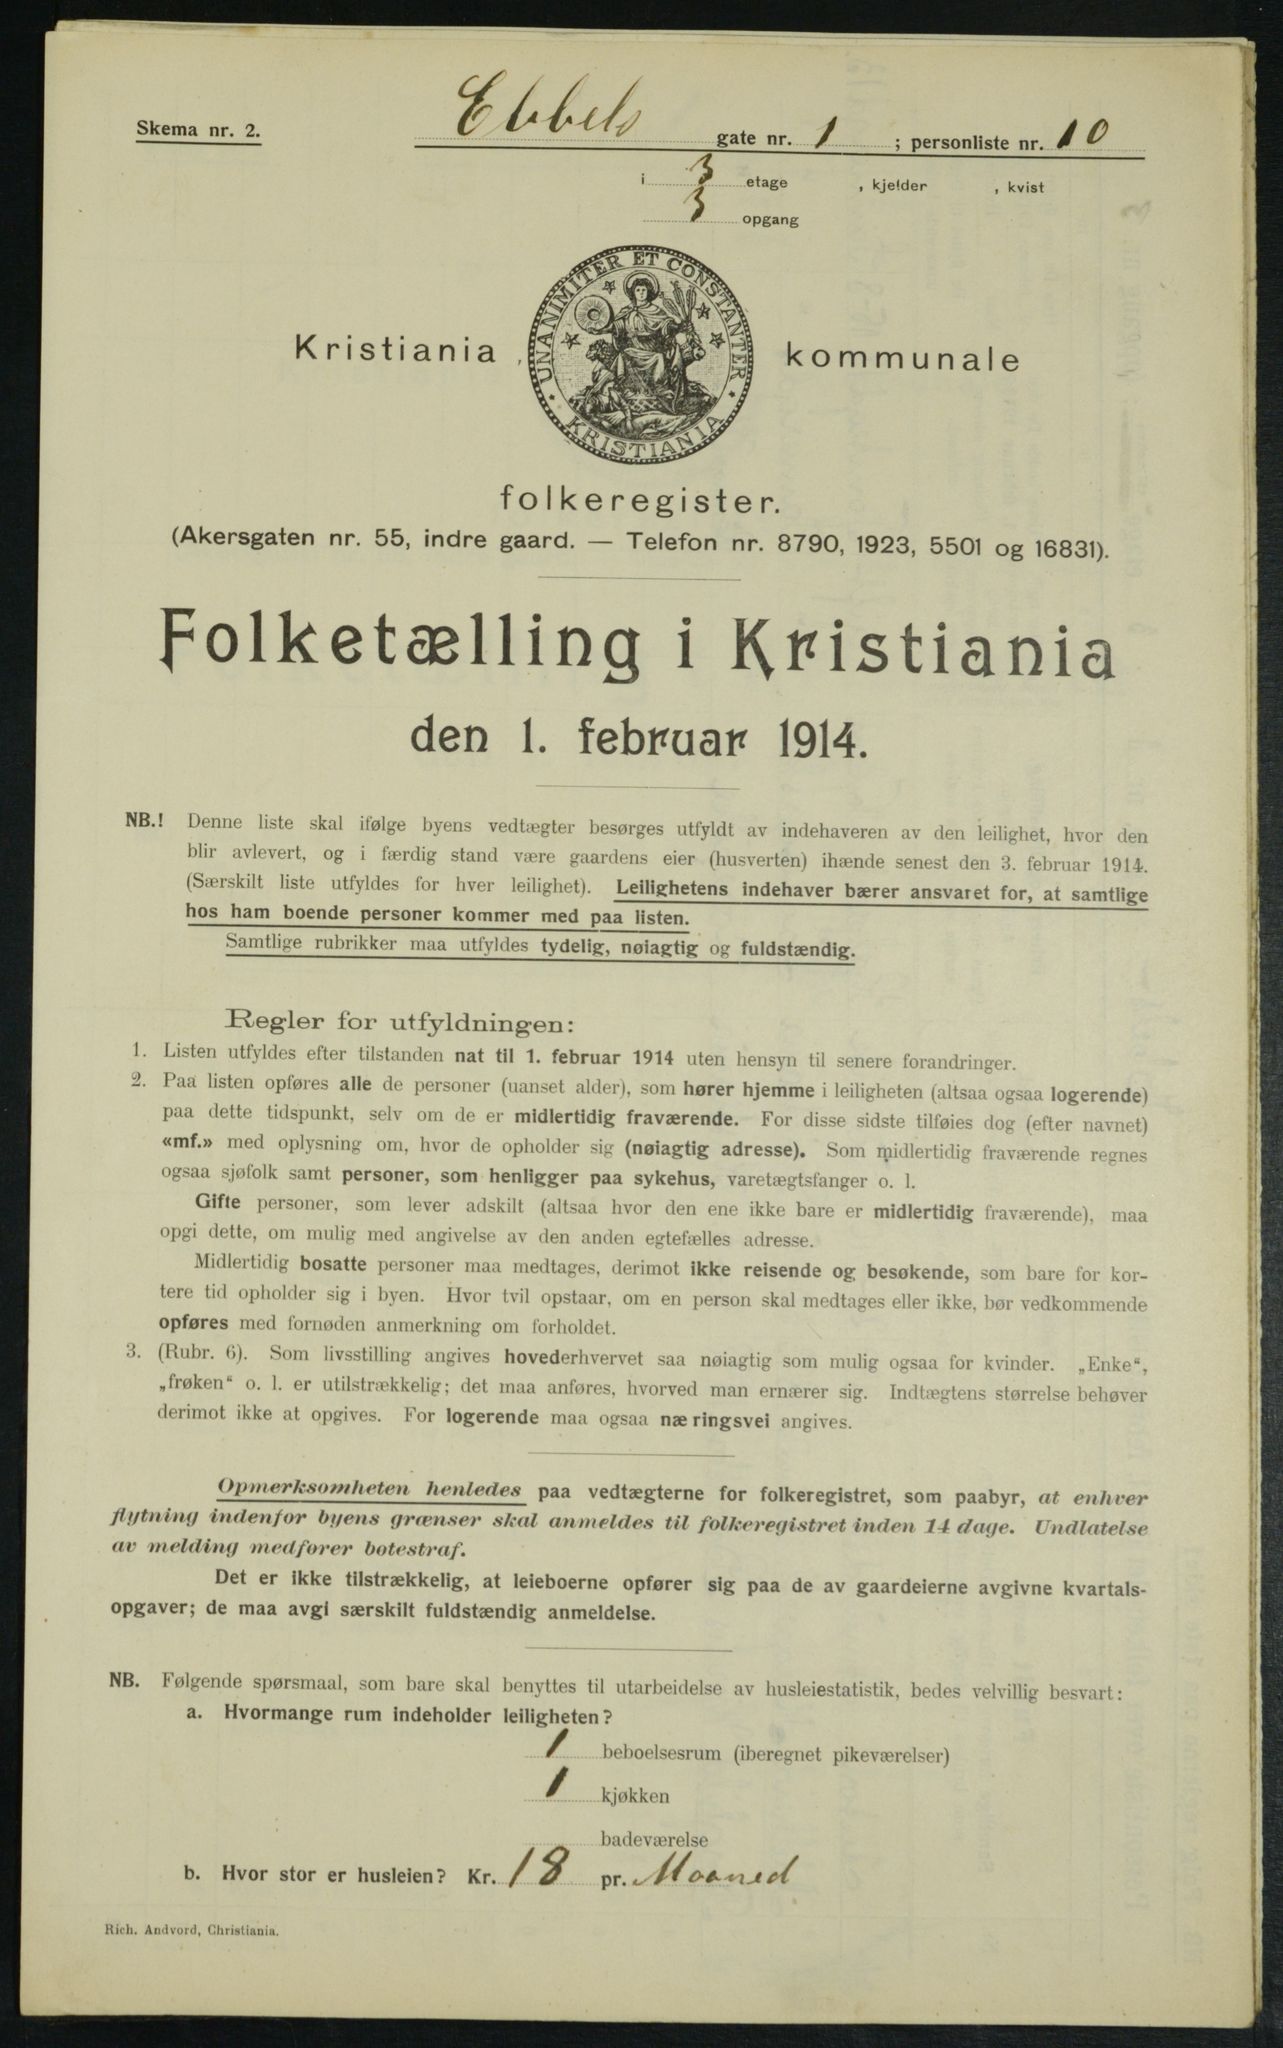 Skema nr. 2.
Ebbels gate nr. 1 ; personliste nr. 10
i 3 etage , kjelder , kvist
3 opgang
UNANIMITER ET CONSTANTER
KRISTIANIA
Kristiania kommunale
folkeregister.
(Akersgaten nr. 55, indre gaard. — Telefon nr. 8790, 1923, 5501 og 16831).
Folketælling i Kristiania
den 1. februar 1914.
NB.! Denne liste skal ifølge byens vedtægter besørges utfyldt av indehaveren av den leilighet, hvor den
blir avlevert, og i færdig stand være gaardens eier (husverten) ihænde senest den 3. februar 1914.
(Særskilt liste utfyldes for hver leilighet). Leilighetens indehaver bærer ansvaret for, at samtlige
hos ham boende personer kommer med paa listen.
Samtlige rubrikker maa utfyldes tydelig, nøiagtig og fuldstændig.
Regler for utfyldningen:
1. Listen utfyldes efter tilstanden nat til 1. februar 1914 uten hensyn til senere forandringer.
2. Paa listen opføres alle de personer (uanset alder), som hører hjemme i leiligheten (altsaa ogsaa logerende)
paa dette tidspunkt, selv om de er midlertidig fraværende. For disse sidste tilføies dog (efter navnet)
«mf.» med oplysning om, hvor de opholder sig (nøiagtig adresse). Som midlertidig fraværende regnes
ogsaa sjøfolk samt personer, som henligger paa sykehus, varetægtsfanger o. l.
Gifte personer, som lever adskilt (altsaa hvor den ene ikke bare er midlertidig fraværende), maa
opgi dette, om mulig med angivelse av den anden egtefælles adresse.
Midlertidig bosatte personer maa medtages, derimot ikke reisende og besøkende, som bare for kor-
tere tid opholder sig i byen. Hvor tvil opstaar, om en person skal medtages eller ikke, bør vedkommende
opføres med fornøden anmerkning om forholdet.
3. (Rubr. 6). Som livsstilling angives hovederhvervet saa nøiagtig som mulig ogsaa for kvinder. „Enke“,
„frøken“ o. l. er utilstrækkelig; det maa anføres, hvorved man ernærer sig. Indtægtens størrelse behøver
derimot ikke at opgives. For logerende maa ogsaa næringsvei angives.
Opmerksomheten henledes paa vedtægterne for folkeregistret, som paabyr, at enhver
flytning indenfor byens grænser skal anmeldes til folkeregistret inden 14 dage. Undlatelse
av melding medfører bøtestraf.
Det er ikke tilstrækkelig, at leieboerne opfører sig paa de av gaardeierne avgivne kvartals-
opgaver; de maa avgi særskilt fuldstændig anmeldelse.
NB. Følgende spørsmaal, som bare skal benyttes til utarbeidelse av husleiestatistik, bedes velvillig besvart:
a. Hvormange rum indeholder leiligheten?
1 beboelsesrum (iberegnet pikeværelser)
1 kjøkken
badeværelse
b. Hvor stor er husleien? Kr. 18 pr. Maaned
Rich. Andvord, Christiania.